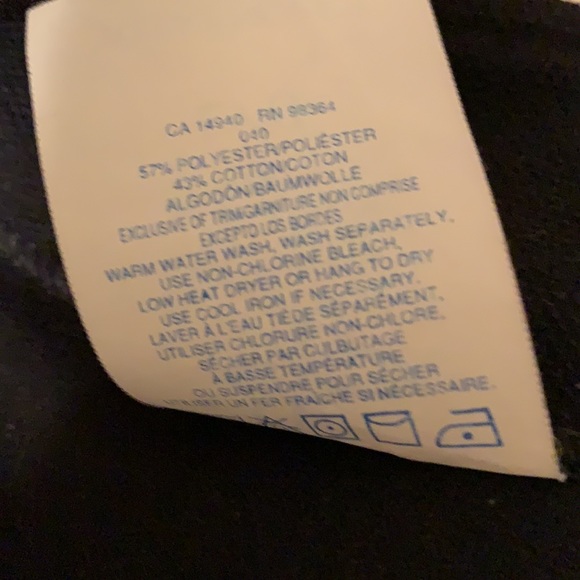 CA 14940 RN 98364
040
57% POLYESTER/POLIÉSTER
43% COTTON/COTON
ALGODÓN/BAUMWOLLE
EXCLUSIVE OF TRIM/GARNITURE NON COMPRISE
EXCEPTO LOS BORDES
WARM WATER WASH, WASH SEPARATELY,
USE NON-CHLORINE BLEACH,
LOW HEAT DRYER OR HANG TO DRY
USE COOL IRON IF NECESSARY.
LAVER À L'EAU TIÈDE SÉPARÉMENT,
UTILISER CHLORURE NON-CHLORE,
SÉCHER PAR CULBUTAGE
À BASSE TEMPÉRATURE
OU SUSPENDRE POUR SÉCHER
UTILISER UN FER FRAÎCHE SI NÉCESSAIRE.